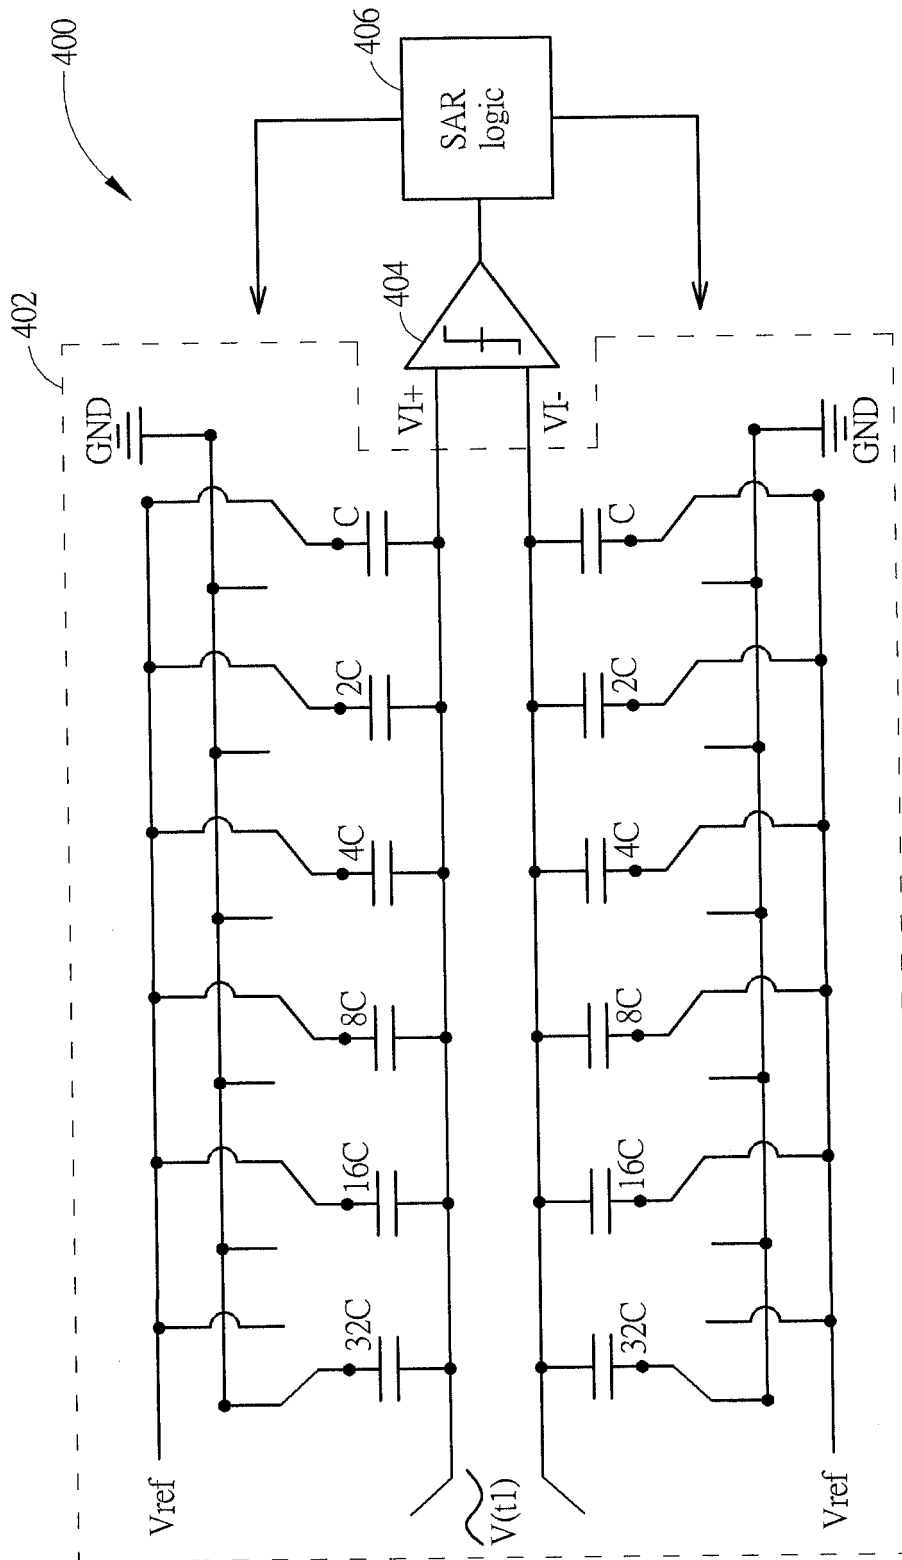 400
406
SAR
logic
402
404
GND
VI+
VI-
GND
C
2C
4C
8C
16C
32C
C
2C
4C
8C
16C
32C
Vref
V(t1)
Vref